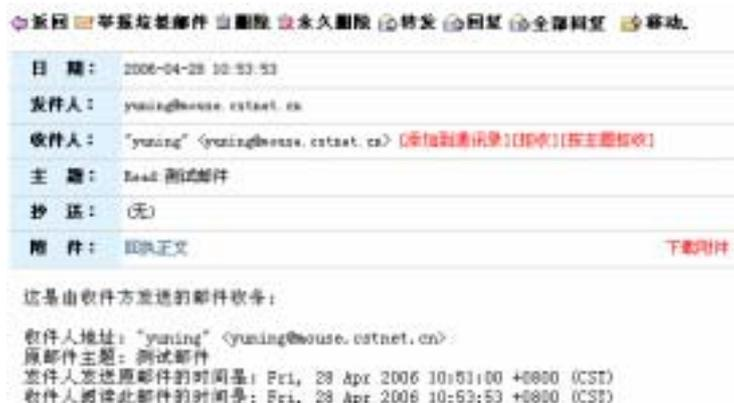 返回 举报垃圾邮件 删除 永久删除 转发 回复 全部回复 移动
日 期： 2006-04-28 10:53:53
发件人： yuning@mouse.cstnet.cn
收件人： "yuning" <yuning@mouse.cstnet.cn> [添加到通讯录][拒收][按主题拒收]
主 题： Read 测试邮件
抄 送： (无)
附 件： 回执正文 下载附件
这是由收件方发送的邮件收条：
收件人地址： "yuning" <yuning@mouse.cstnet.cn>
原邮件主题： 测试邮件
发件人发送原邮件的时间是： Fri, 28 Apr 2006 10:51:00 +0800 (CST)
收件人阅读此邮件的时间是： Fri, 28 Apr 2006 10:53:53 +0800 (CST)